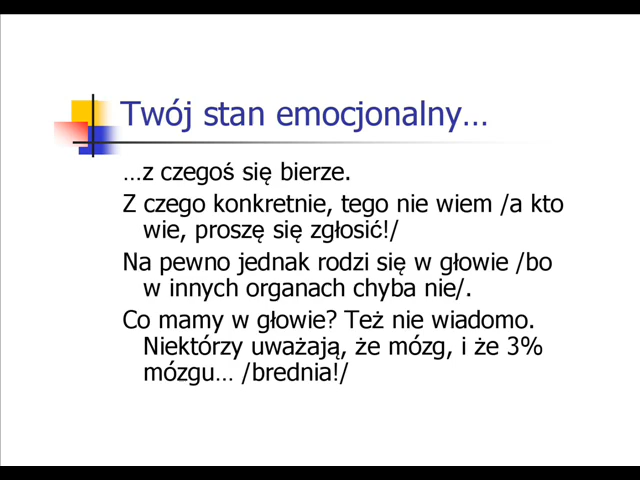 Twój stan emocjonalny…
…z czegoś się bierze.
Z czego konkretnie, tego nie wiem /a kto
wie, proszę się zgłosić!/
Na pewno jednak rodzi się w głowie /bo
w innych organach chyba nie/.
Co mamy w głowie? Też nie wiadomo.
Niektórzy uważają, że mózg, i że 3%
mózgu… /brednia!/